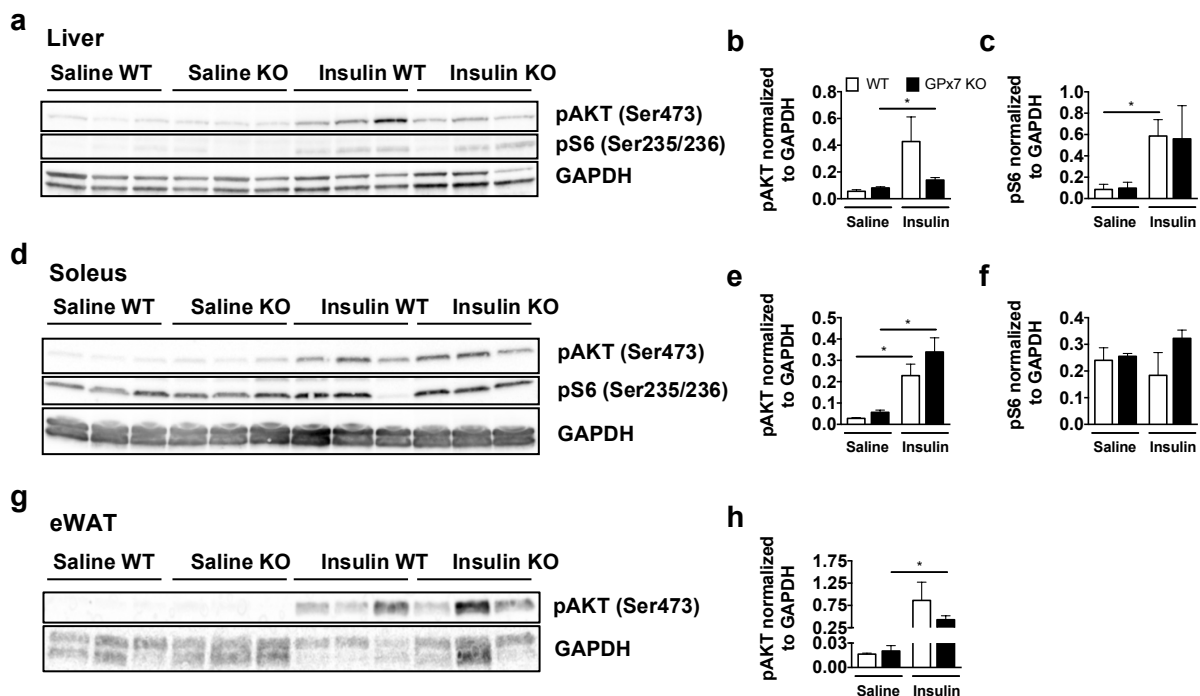 a
Liver
Saline WT Saline KO Insulin WT Insulin KO
pAKT (Ser473)
pS6 (Ser235/236)
GAPDH
b
WT GPx7 KO
pAKT normalized
to GAPDH
0.8
0.6
0.4
0.2
0.0
*
Saline Insulin
c
pS6 normalized
to GAPDH
1.0
0.8
0.6
0.4
0.2
0.0
*
Saline Insulin
d
Soleus
Saline WT Saline KO Insulin WT Insulin KO
pAKT (Ser473)
pS6 (Ser235/236)
GAPDH
e
pAKT normalized
to GAPDH
0.5
0.4
0.3
0.2
0.1
0.0
*
*
Saline Insulin
f
pS6 normalized
to GAPDH
0.4
0.3
0.2
0.1
0.0
Saline Insulin
g
eWAT
Saline WT Saline KO Insulin WT Insulin KO
pAKT (Ser473)
GAPDH
h
pAKT normalized
to GAPDH
1.75
1.25
0.75
0.25
0.03
0.00
*
Saline Insulin